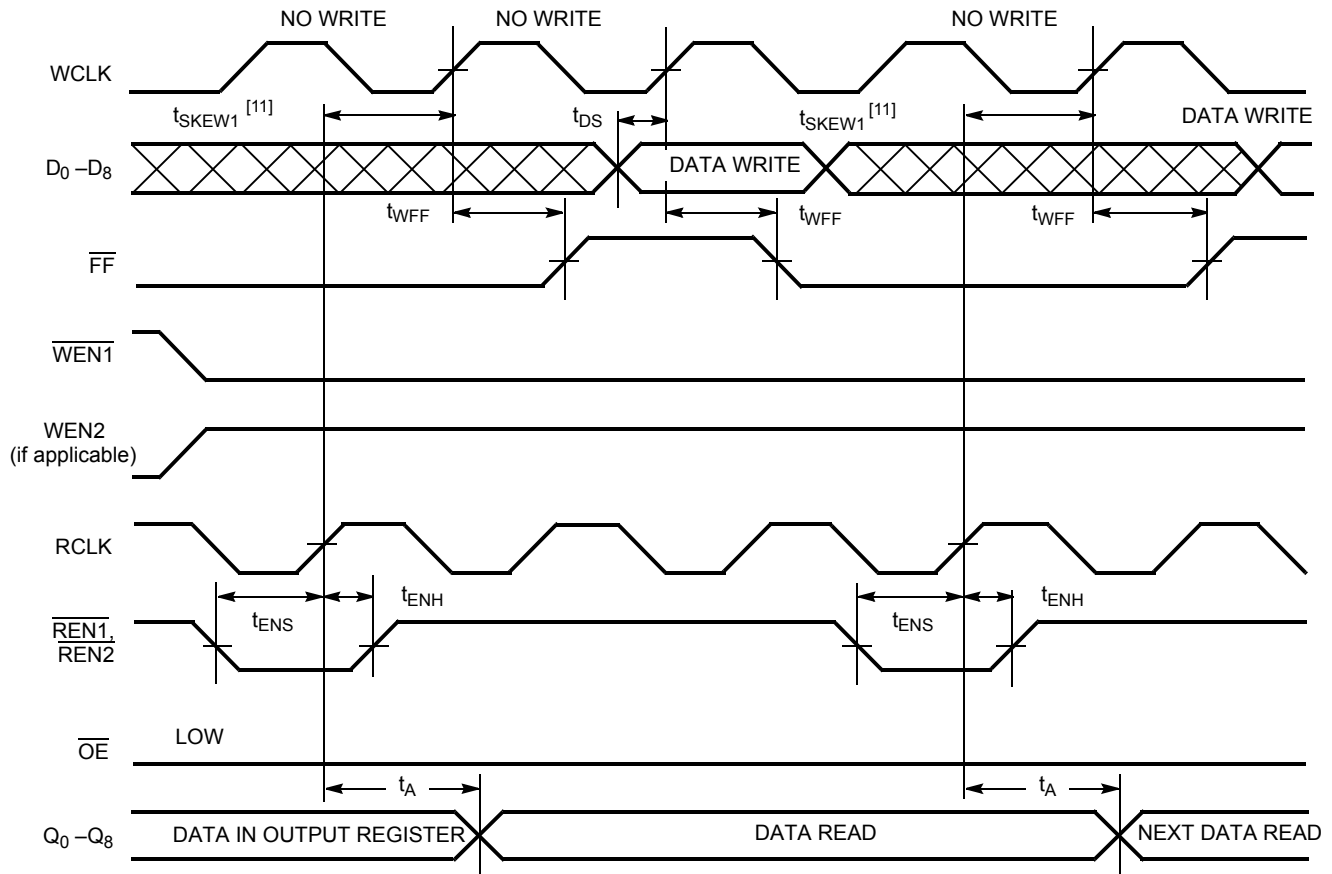 NO WRITE NO WRITE NO WRITE
WCLK
tSKEW1 [11] tDS tSKEW1 [11] DATA WRITE
D0 –D8 DATA WRITE
tWFF tWFF tWFF
FF
WEN1
WEN2
(if applicable)
RCLK
tENS tENH tENS tENH
REN1,
REN2
OE LOW
tA tA
Q0 –Q8 DATA IN OUTPUT REGISTER DATA READ NEXT DATA READ